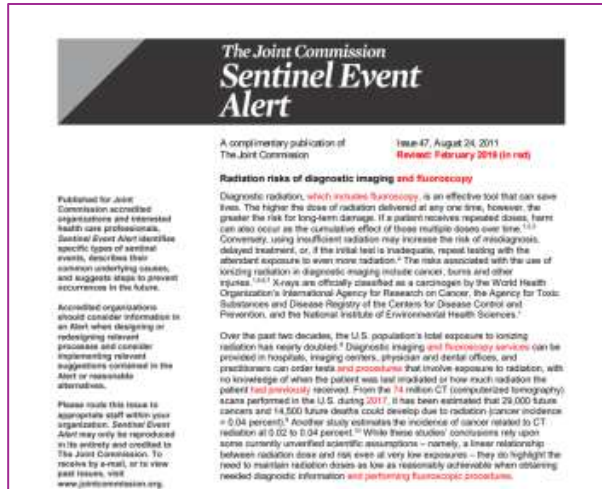 The Joint Commission
Sentinel Event
Alert
A complimentary publication of
The Joint Commission
Issue 47, August 24, 2011
Revised: February 2019 (in red)
Radiation risks of diagnostic imaging and fluoroscopy
Published for Joint
Commission accredited
organizations and interested
health care professionals,
Sentinel Event Alert identifies
specific types of sentinel
events, describes their
common underlying causes,
and suggests steps to prevent
occurrences in the future.
Accredited organizations
should consider information in
an Alert when designing or
redesigning relevant
processes and consider
implementing relevant
suggestions contained in the
Alert or reasonable
alternatives.
Please route this issue to
appropriate staff within your
organization. Sentinel Event
Alert may only be reproduced
in its entirety and credited to
The Joint Commission. To
receive by e-mail, or to view
past issues, visit
www.jointcommission.org.
Diagnostic radiation, which includes fluoroscopy, is an effective tool that can save
lives. The higher the dose of radiation delivered at any one time, however, the
greater the risk for long-term damage. If a patient receives repeated doses, harm
can also occur as the cumulative effect of those multiple doses over time.
Conversely, using insufficient radiation may increase the risk of misdiagnosis,
delayed treatment, or, if the initial test is inadequate, repeat testing with the
attendant exposure to even more radiation. The risks associated with the use of
ionizing radiation in diagnostic imaging include cancer, burns and other
injuries. X-rays are officially classified as a carcinogen by the World Health
Organization's International Agency for Research on Cancer, the Agency for Toxic
Substances and Disease Registry of the Centers for Disease Control and
Prevention, and the National Institute of Environmental Health Sciences.
Over the past two decades, the U.S. population's total exposure to ionizing
radiation has nearly doubled. Diagnostic imaging and fluoroscopy services can be
provided in hospitals, imaging centers, physician and dental offices, and
practitioners can order tests and procedures that involve exposure to radiation, with
no knowledge of when the patient was last irradiated or how much radiation the
patient had previously received. From the 74 million CT (computerized tomography)
scans performed in the U.S. during 2017, it has been estimated that 29,000 future
cancers and 14,500 future deaths could develop due to radiation (cancer incidence
= 0.04 percent). Another study estimates the incidence of cancer related to CT
radiation at 0.02 to 0.04 percent. While these studies' conclusions rely upon
some currently unverified scientific assumptions – namely, a linear relationship
between radiation dose and risk even at very low exposures – they do highlight the
need to maintain radiation doses as low as reasonably achievable when obtaining
needed diagnostic information and performing fluoroscopic procedures.